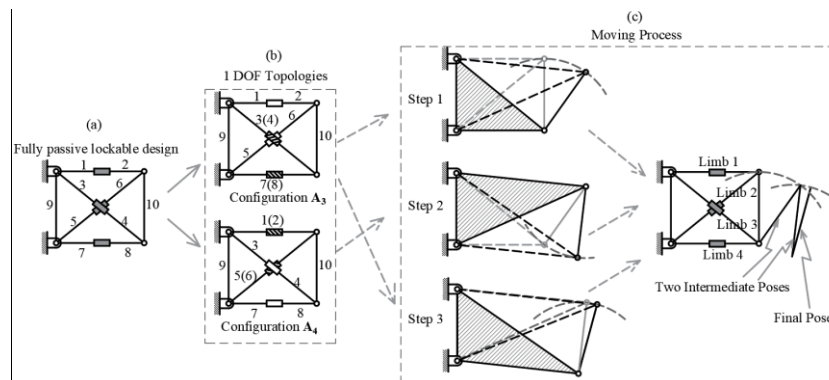 (c)
Moving Process
(b)
1 DOF Topologies
(a)
Fully passive lockable design
1 2
3 6
9 10
5 4
7 8
1 2
3(4) 6
9 10
5
7(8)
Configuration A3
1(2)
3
9 10
5(6) 4
7 8
Configuration A4
Step 1
Step 2
Step 3
Limb 1
Limb 2
Limb 3
Limb 4
Two Intermediate Poses
Final Pose